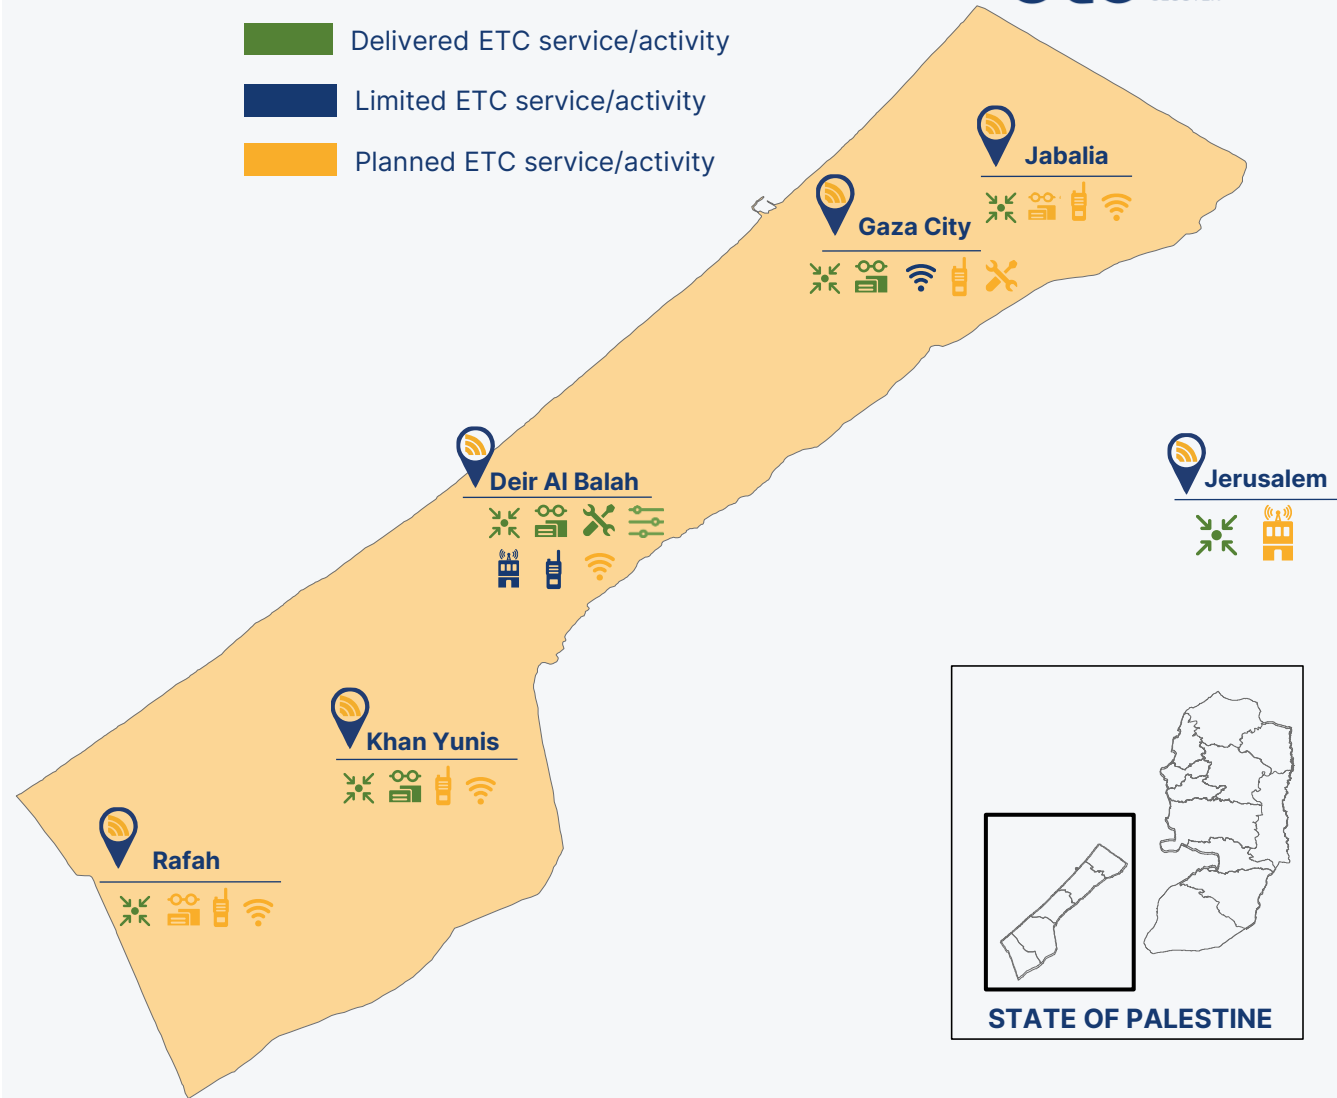 Delivered ETC service/activity
Limited ETC service/activity
Planned ETC service/activity
Jabalia
Gaza City
Deir Al Balah
Jerusalem
Khan Yunis
Rafah
STATE OF PALESTINE